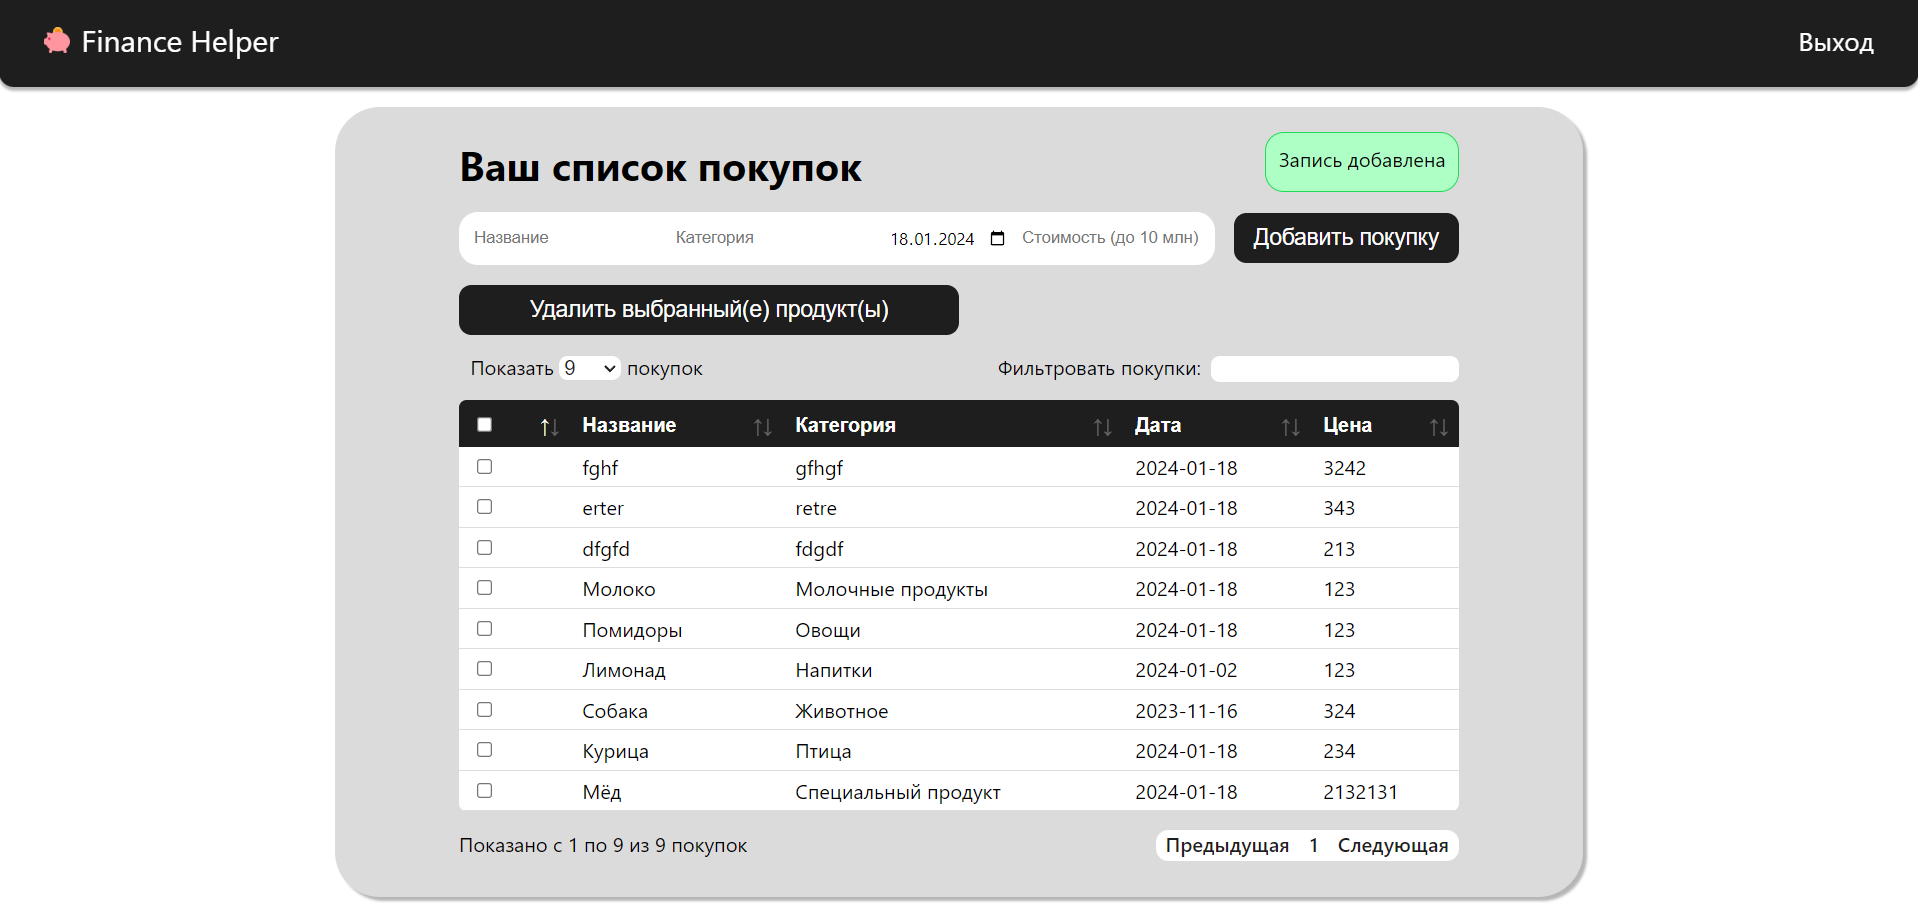 Finance Helper
Выход
Ваш список покупок
Запись добавлена
Название Категория 18.01.2024 Стоимость (до 10 млн) Добавить покупку
Удалить выбранный(е) продукт(ы)
Показать 9 покупок Фильтровать покупки:
Название Категория Дата Цена
fghf gfhgf 2024-01-18 3242
erter retre 2024-01-18 343
dfgfd fdgdf 2024-01-18 213
Молоко Молочные продукты 2024-01-18 123
Помидоры Овощи 2024-01-18 123
Лимонад Напитки 2024-01-02 123
Собака Животное 2023-11-16 324
Курица Птица 2024-01-18 234
Мёд Специальный продукт 2024-01-18 2132131
Показано с 1 по 9 из 9 покупок Предыдущая 1 Следующая